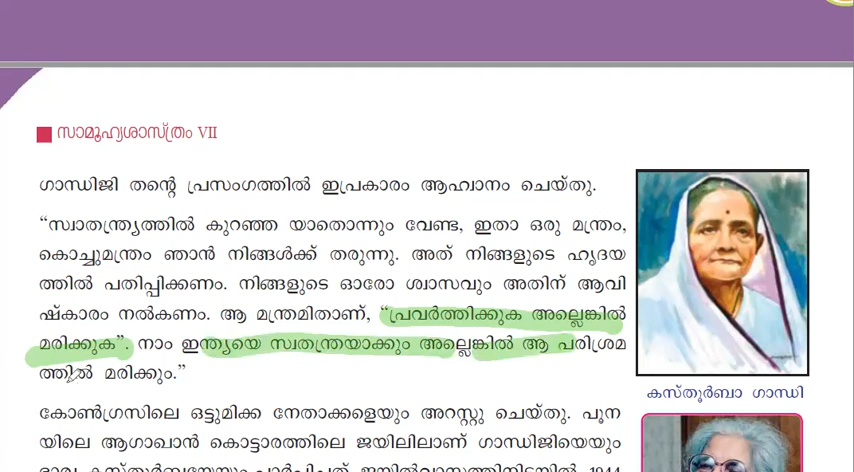 സാമൂഹ്യശാസ്ത്രം VII
ഗാന്ധിജി തന്റെ പ്രസംഗത്തിൽ ഇപ്രകാരം ആഹ്വാനം ചെയ്തു.
“സ്വാതന്ത്ര്യത്തിൽ കുറഞ്ഞ യാതൊന്നും വേണ്ട, ഇതാ ഒരു മന്ത്രം,
കൊച്ചുമന്ത്രം ഞാൻ നിങ്ങൾക്ക് തരുന്നു. അത് നിങ്ങളുടെ ഹൃദയ
ത്തിൽ പതിപ്പിക്കണം. നിങ്ങളുടെ ഓരോ ശ്വാസവും അതിന് ആവി
ഷ്കാരം നൽകണം. ആ മന്ത്രമിതാണ്, “പ്രവർത്തിക്കുക അല്ലെങ്കിൽ
മരിക്കുക”. നാം ഇന്ത്യയെ സ്വതന്ത്രയാക്കും അല്ലെങ്കിൽ ആ പരിശ്രമ
ത്തിൽ മരിക്കും.”
കസ്തൂർബാ ഗാന്ധി
കോൺഗ്രസിലെ ഒട്ടുമിക്ക നേതാക്കളെയും അറസ്റ്റു ചെയ്തു. പൂന
യിലെ ആഗാഖാൻ കൊട്ടാരത്തിലെ ജയിലിലാണ് ഗാന്ധിജിയെയും